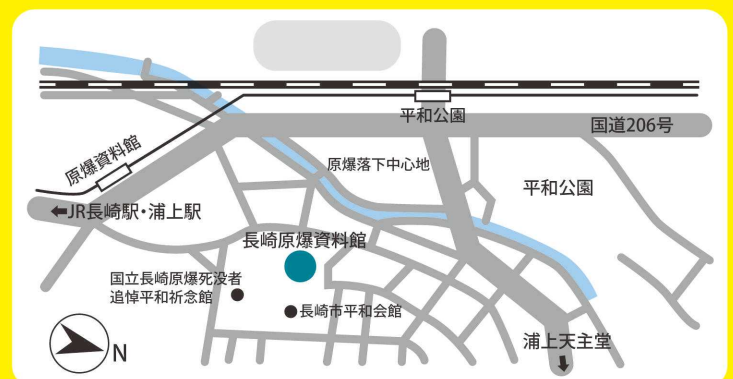 平和公園
国道206号
原爆資料館
原爆落下中心地
平和公園
←JR長崎駅・浦上駅
長崎原爆資料館
国立長崎原爆死没者
追悼平和祈念館
長崎市平和会館
浦上天主堂
N